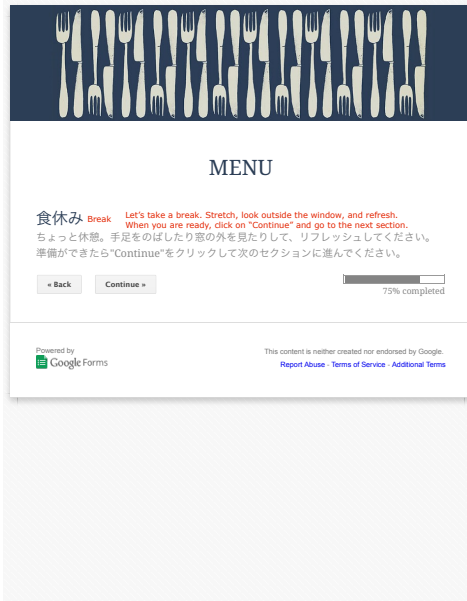 MENU
食休み Break
Let's take a break. Stretch, look outside the window, and refresh.
When you are ready, click on "Continue" and go to the next section.
ちょっと休憩。手足をのばしたり窓の外を見たりして、リフレッシュしてください。
準備ができたら"Continue"をクリックして次のセクションに進んでください。
« Back
Continue »
75% completed
Powered by
Google Forms
This content is neither created nor endorsed by Google.
Report Abuse - Terms of Service - Additional Terms